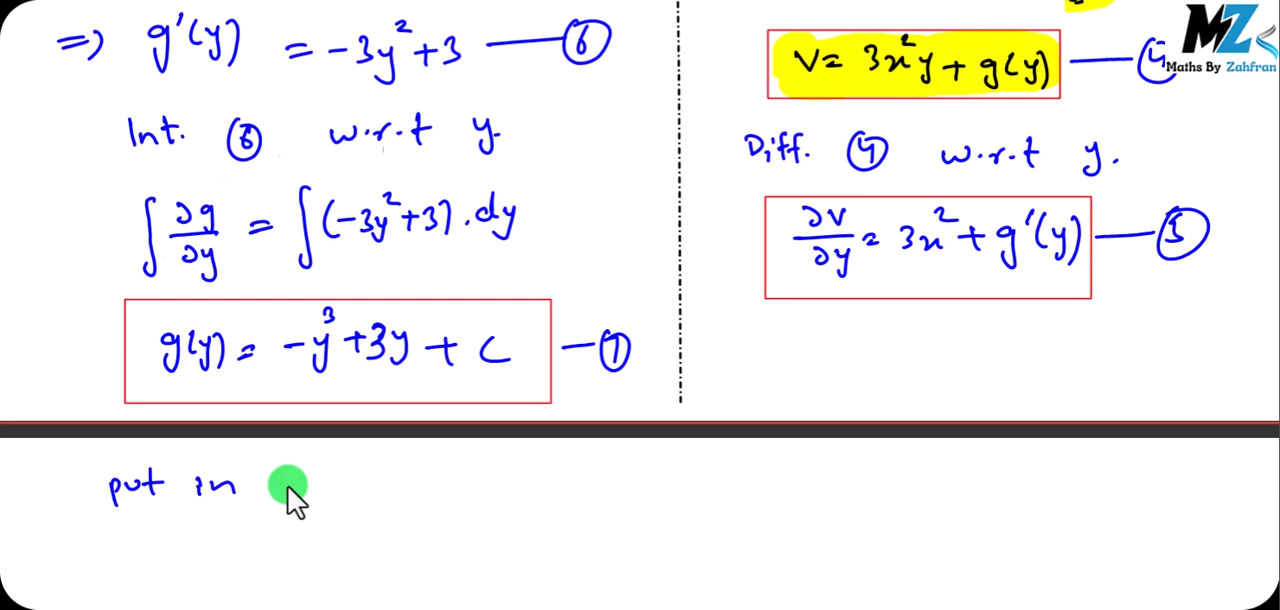 => g'(y) = -3y² + 3 — ⑥
Int. ⑥ w.r.t y.
∫ ∂g/∂y = ∫ (-3y² + 3) . dy
g(y) = -y³ + 3y + c — ⑦
V = 3x²y + g(y) — ④
MZ
Maths By Zahfran
Diff. ④ w.r.t y.
∂V/∂y = 3x² + g'(y) — ⑤
put in